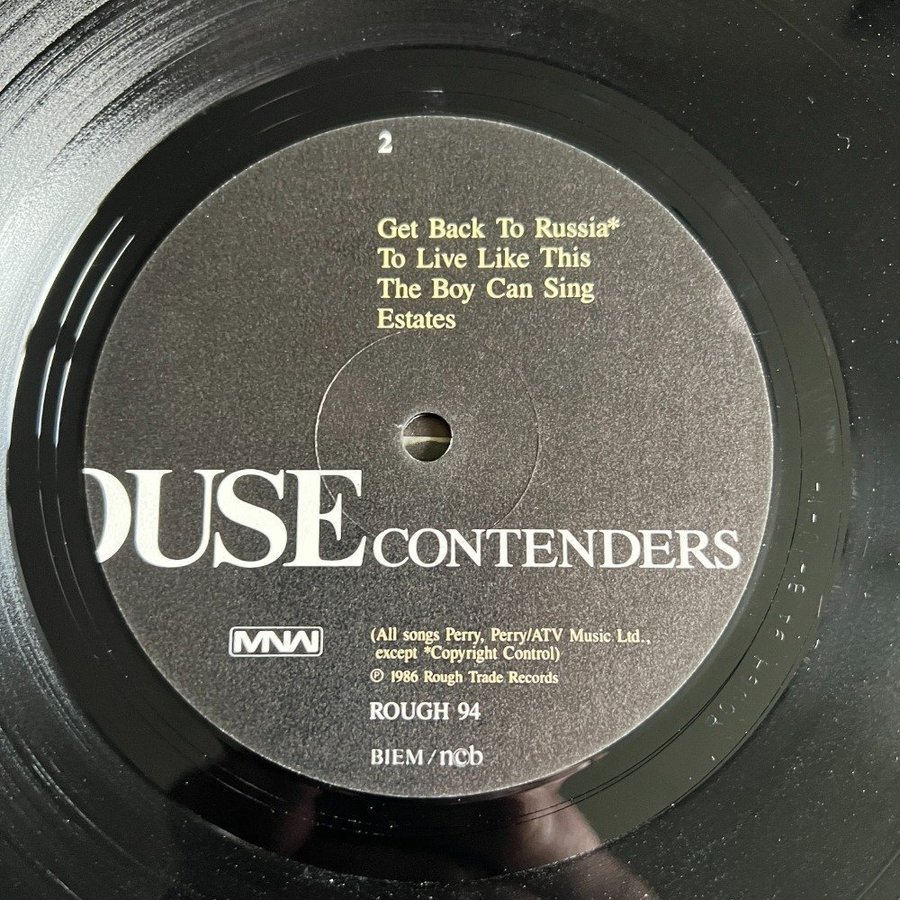 2
Get Back To Russia*
To Live Like This
The Boy Can Sing
Estates
OUSE CONTENDERS
MNW
(All songs Perry, Perry/ATV Music Ltd.,
except *Copyright Control)
℗ 1986 Rough Trade Records
ROUGH 94
BIEM/ncb